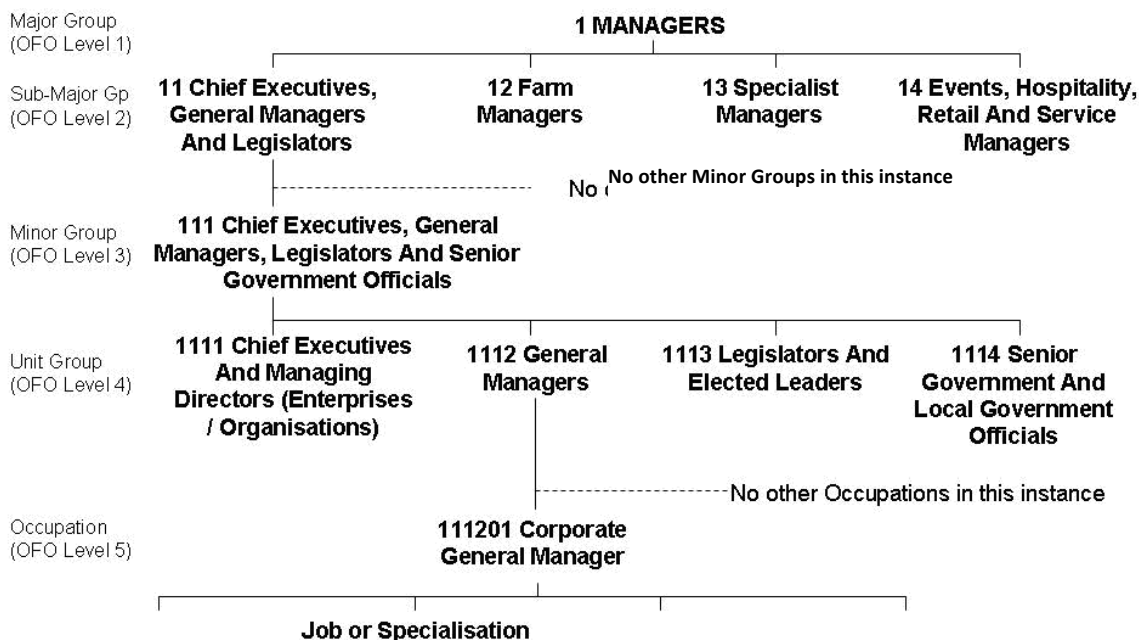 Major Group
(OFO Level 1)
1 MANAGERS
Sub-Major Gp
(OFO Level 2)
11 Chief Executives,
General Managers
And Legislators
12 Farm
Managers
13 Specialist
Managers
14 Events, Hospitality,
Retail And Service
Managers
No
No other Minor Groups in this instance
Minor Group
(OFO Level 3)
111 Chief Executives, General
Managers, Legislators And Senior
Government Officials
Unit Group
(OFO Level 4)
1111 Chief Executives
And Managing
Directors (Enterprises
/ Organisations)
1112 General
Managers
1113 Legislators And
Elected Leaders
1114 Senior
Government And
Local Government
Officials
No other Occupations in this instance
Occupation
(OFO Level 5)
111201 Corporate
General Manager
Job or Specialisation